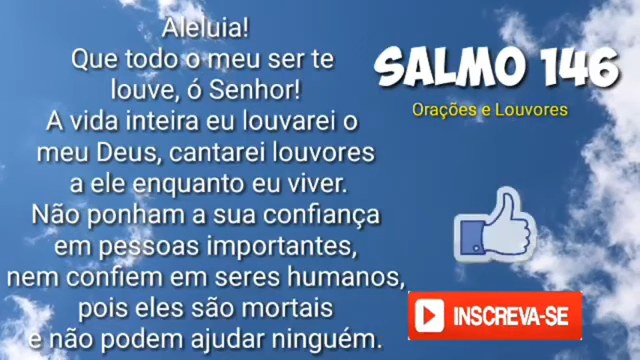 Aleluia!
Que todo o meu ser te
louve, ó Senhor!
A vida inteira eu louvarei o
meu Deus, cantarei louvores
a ele enquanto eu viver.
Não ponham a sua confiança
em pessoas importantes,
nem confiem em seres humanos,
pois eles são mortais
e não podem ajudar ninguém.
SALMO 146
Orações e Louvores
INSCREVA-SE